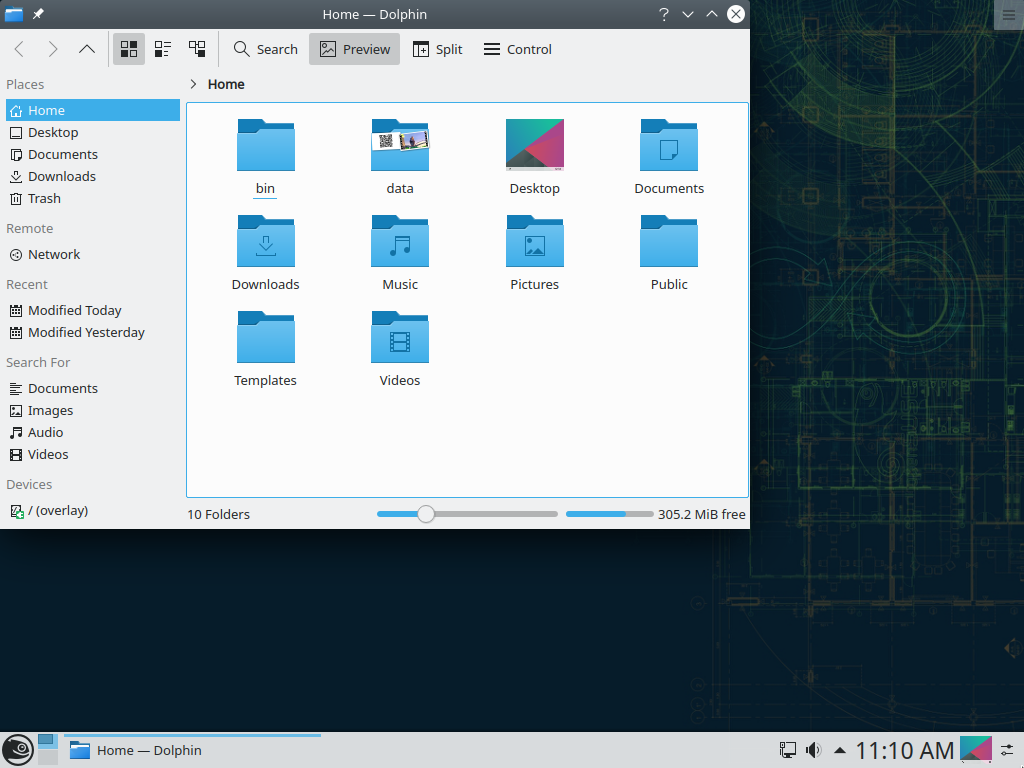 Home — Dolphin
Search
Preview
Split
Control
Places
Home
Desktop
Documents
Downloads
Trash
Remote
Network
Recent
Modified Today
Modified Yesterday
Search For
Documents
Images
Audio
Videos
Devices
/ (overlay)
Home
bin
data
Desktop
Documents
Downloads
Music
Pictures
Public
Templates
Videos
10 Folders
305.2 MiB free
Home — Dolphin
11:10 AM